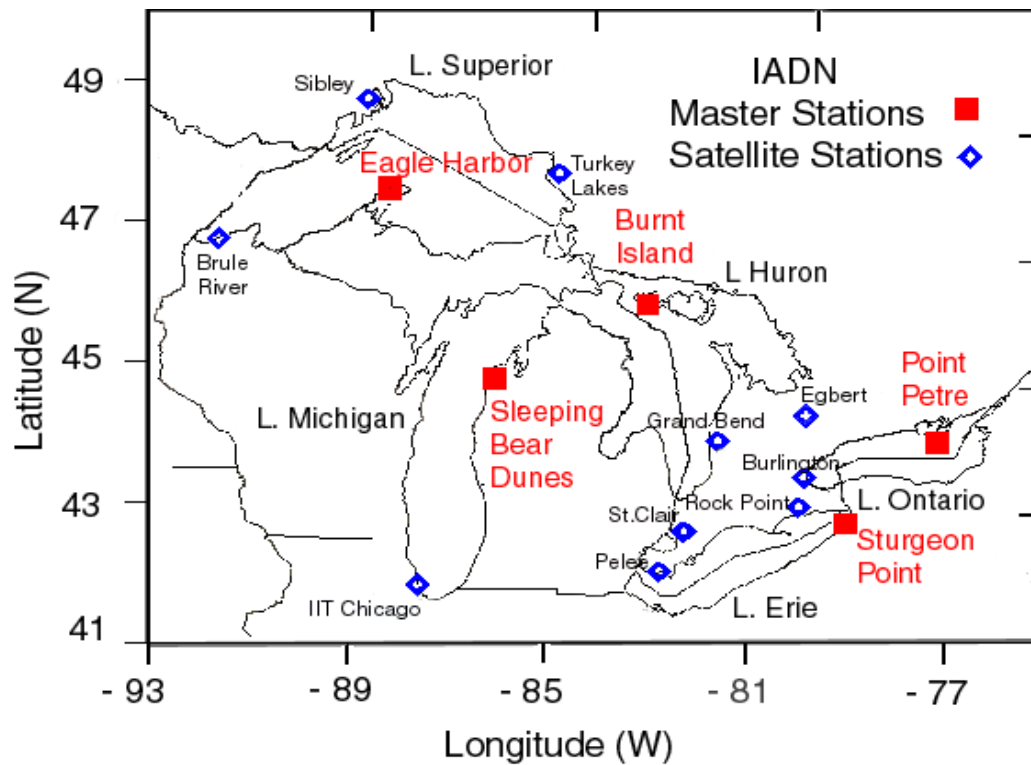 L. Superior
IADN
49
Sibley
Master Stations
Satellite Stations
Eagle Harbor
Turkey
Lakes
47
Burnt
Island
Brule
River
L Huron
45
Point
Petre
Egbert
L. Michigan
Sleeping
Bear
Dunes
Grand Bend
Burlington
43
Rock Point
L. Ontario
St.Clair
Sturgeon
Point
Pelee
IIT Chicago
L. Erie
41
Latitude (N)
- 93
- 89
- 85
- 81
- 77
Longitude (W)